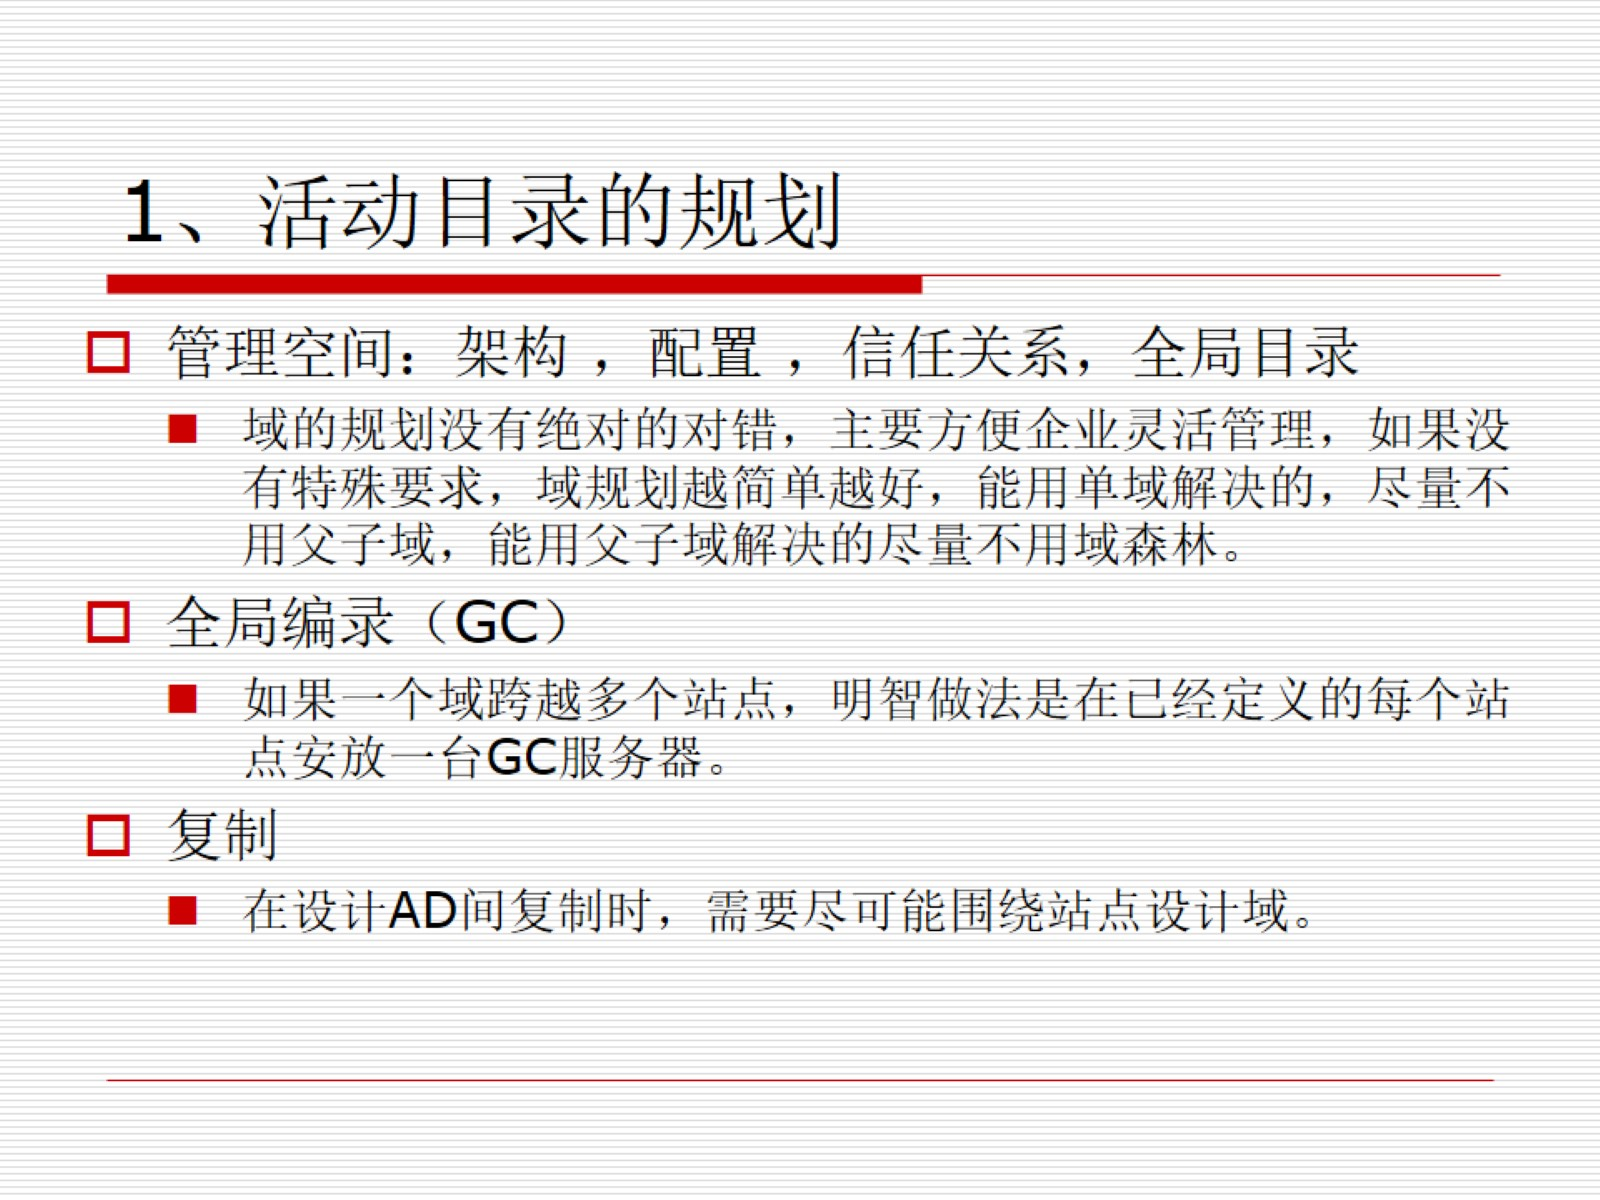 1、活动目录的规划
管理空间：架构 ，配置 ，信任关系，全局目录
域的规划没有绝对的对错，主要方便企业灵活管理，如果没
有特殊要求，域规划越简单越好，能用单域解决的，尽量不
用父子域，能用父子域解决的尽量不用域森林。
全局编录（GC）
如果一个域跨越多个站点，明智做法是在已经定义的每个站
点安放一台GC服务器。
复制
在设计AD间复制时，需要尽可能围绕站点设计域。